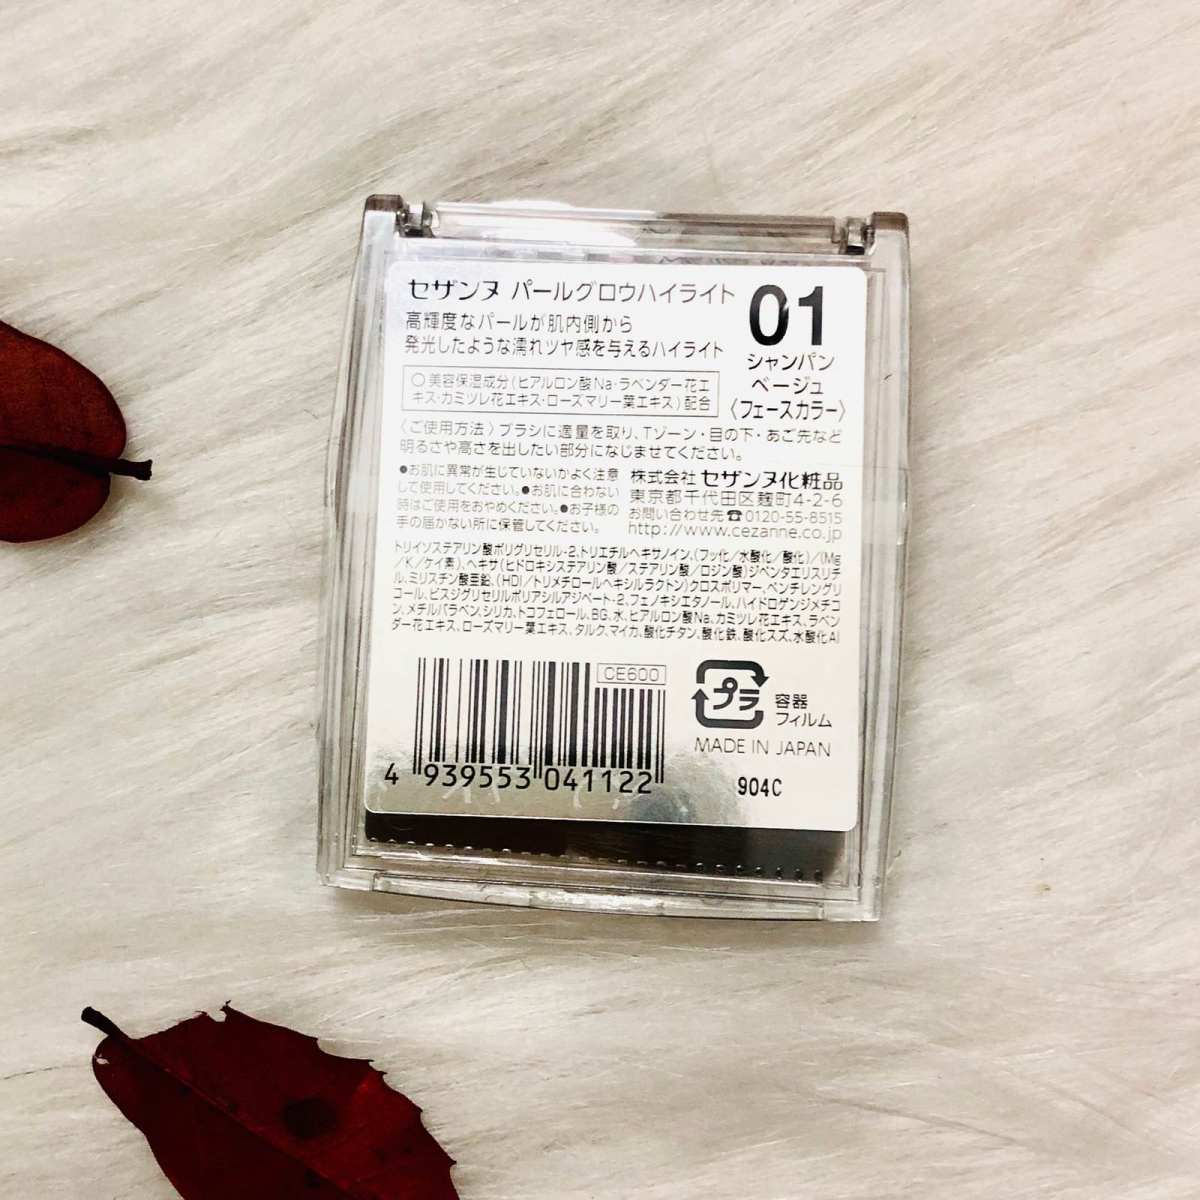 セザンヌ パールグロウハイライト
01
高輝度なパールが肌内側から
発光したような濡れツヤ感を与えるハイライト
シャンパン
ベージュ
〈フェースカラー〉
○美容保湿成分(ヒアルロン酸Na・ラベンダー花エ
キス・カミツレ花エキス・ローズマリー葉エキス)配合
〈ご使用方法〉ブラシに適量を取り、Tゾーン・目の下・あご先など
明るさや高さを出したい部分になじませてください。
●お肌に異常が生じていないかよく注意
して使用してください。●お肌に合わない
時はご使用をおやめください。●お子様の
手の届かない所に保管してください。
株式会社 セザンヌ化粧品
東京都千代田区麹町4-2-6
お問い合わせ先☎0120-55-8515
http://www.cezanne.co.jp
トリイソステアリン酸ポリグリセリル-2、トリエチルヘキサノイン、(フッ化/水酸化/酸化)/(Mg
/K/ケイ素)、ヘキサ(ヒドロキシステアリン酸/ステアリン酸/ロジン酸)ジペンタエリスリチ
ル、ミリスチン酸亜鉛、(HDI/トリメチロールヘキシルラクトン)クロスポリマー、ペンチレングリ
コール、ビスジグリセリルポリアシルアジペート-2、フェノキシエタノール、ハイドロゲンジメチコ
ン、メチルパラベン、シリカ、トコフェロール、BG、水、ヒアルロン酸Na、カミツレ花エキス、ラベン
ダー花エキス、ローズマリー葉エキス、タルク、マイカ、酸化チタン、酸化鉄、酸化スズ、水酸化Al
CE600
プラ
容器
フィルム
MADE IN JAPAN
4 939553 041122
904C